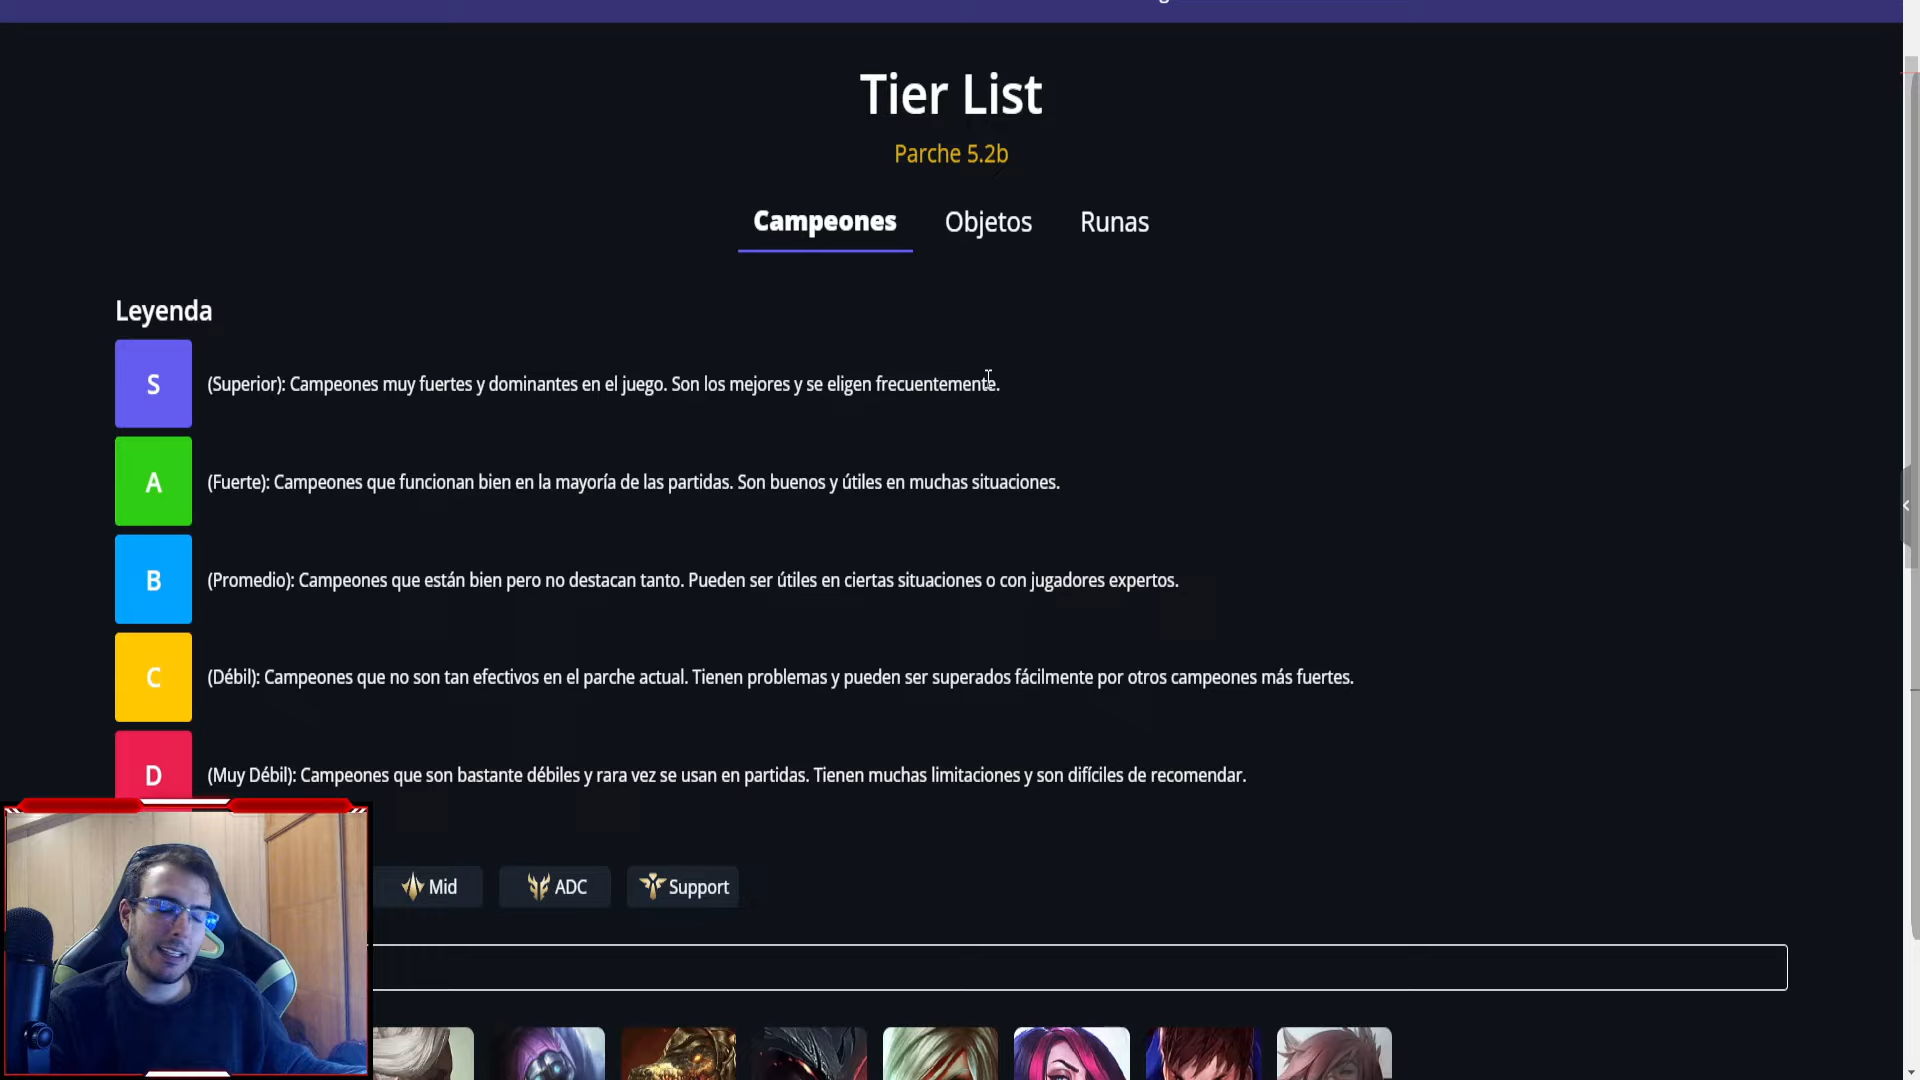 Tier List
Parche 5.2b
Campeones Objetos Runas
Leyenda
S (Superior): Campeones muy fuertes y dominantes en el juego. Son los mejores y se eligen frecuentemente.
A (Fuerte): Campeones que funcionan bien en la mayoría de las partidas. Son buenos y útiles en muchas situaciones.
B (Promedio): Campeones que están bien pero no destacan tanto. Pueden ser útiles en ciertas situaciones o con jugadores expertos.
C (Débil): Campeones que no son tan efectivos en el parche actual. Tienen problemas y pueden ser superados fácilmente por otros campeones más fuertes.
D (Muy Débil): Campeones que son bastante débiles y rara vez se usan en partidas. Tienen muchas limitaciones y son difíciles de recomendar.
Mid ADC Support